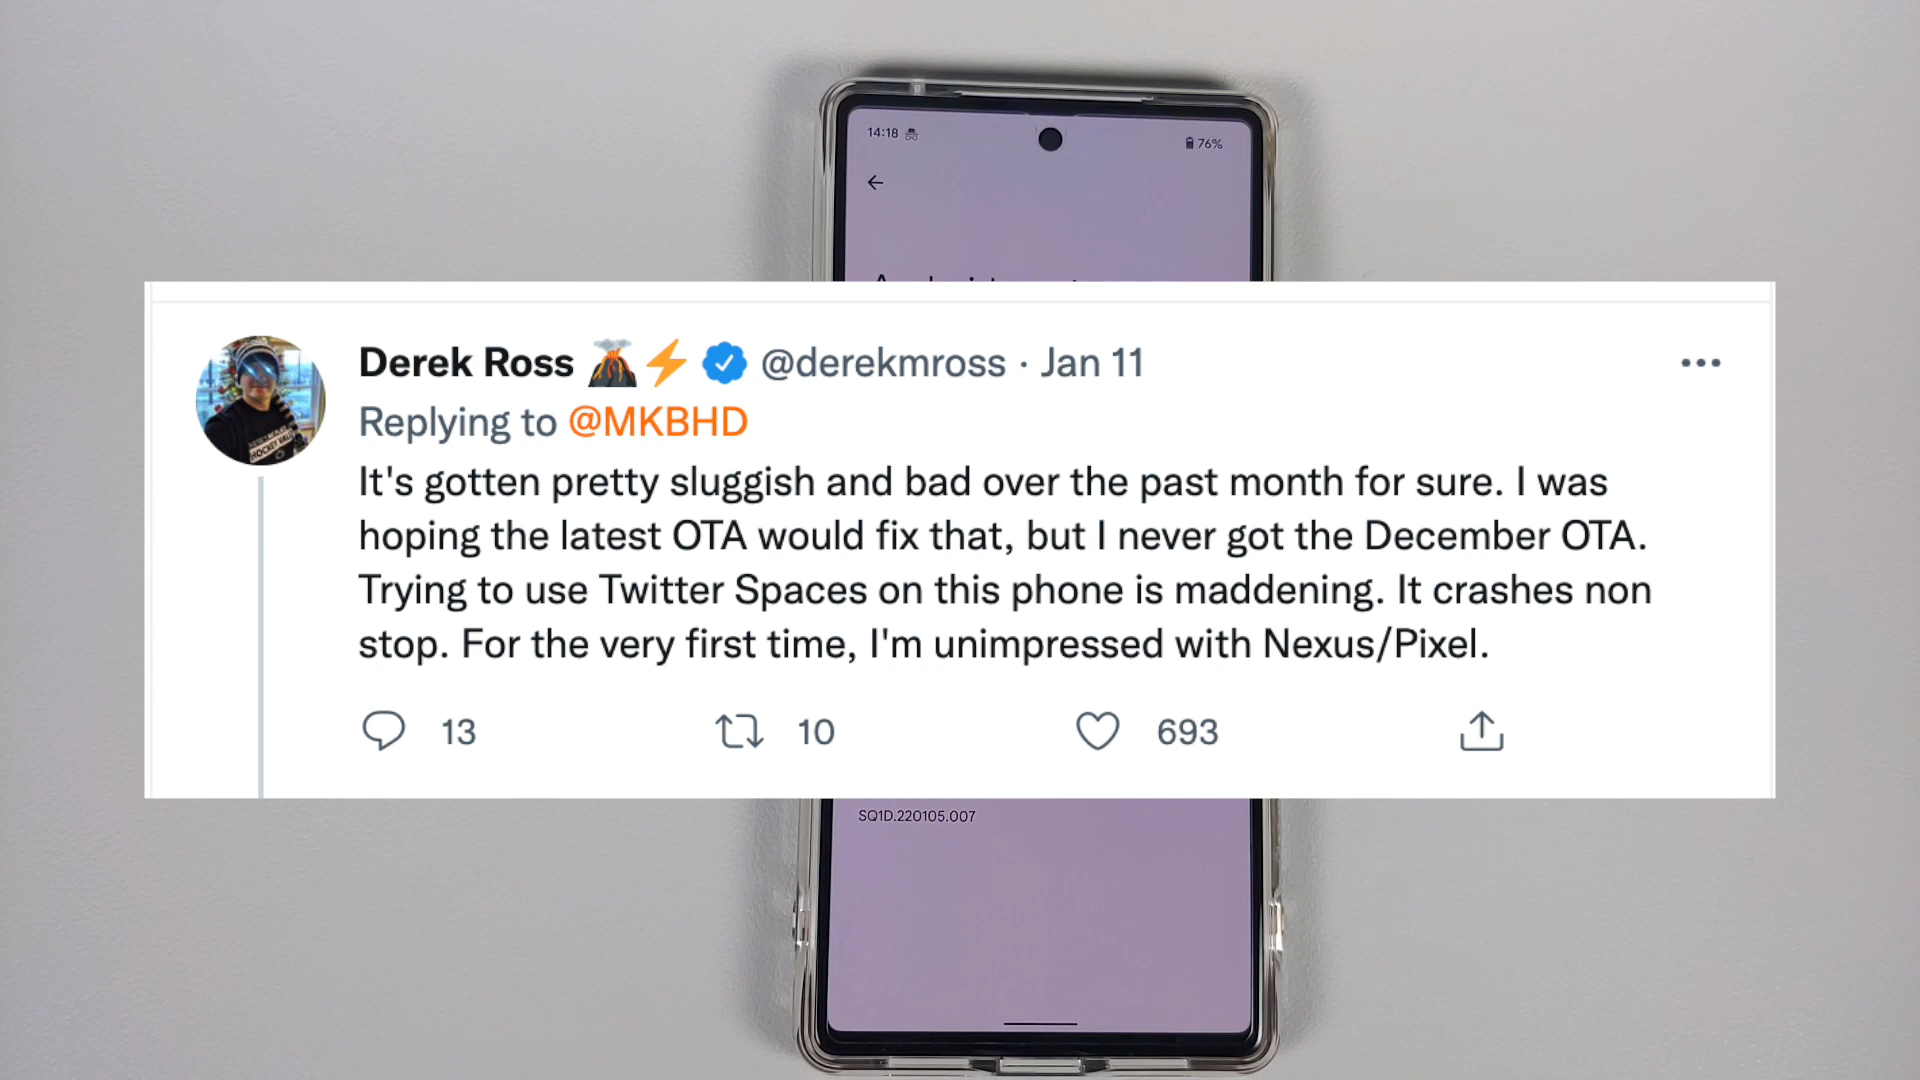 14:18
76%
Derek Ross 🌋⚡ @derekmross · Jan 11
Replying to @MKBHD
It's gotten pretty sluggish and bad over the past month for sure. I was
hoping the latest OTA would fix that, but I never got the December OTA.
Trying to use Twitter Spaces on this phone is maddening. It crashes non
stop. For the very first time, I'm unimpressed with Nexus/Pixel.
13 10 693
SQ1D.220105.007